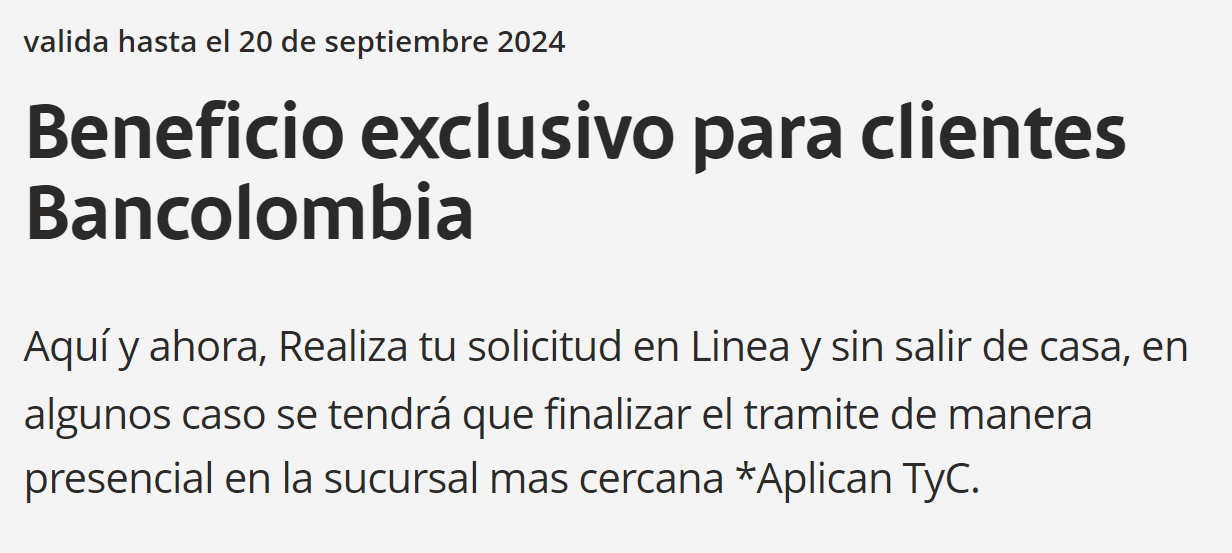 valida hasta el 20 de septiembre 2024
Beneficio exclusivo para clientes
Bancolombia
Aquí y ahora, Realiza tu solicitud en Linea y sin salir de casa, en
algunos caso se tendrá que finalizar el tramite de manera
presencial en la sucursal mas cercana *Aplican TyC.